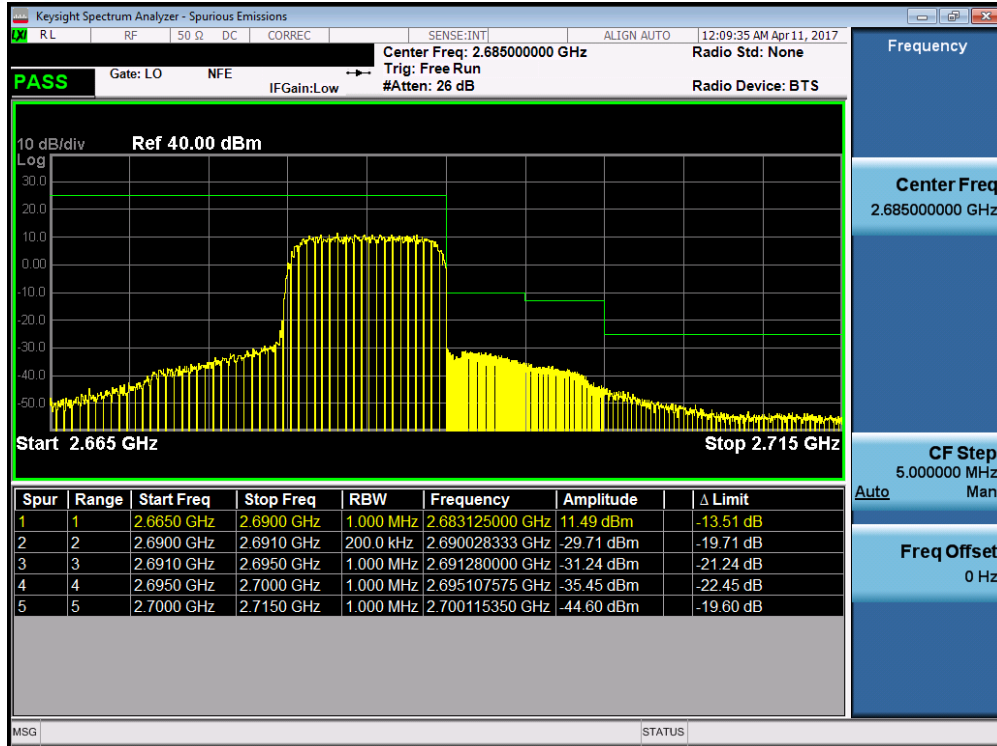 Keysight Spectrum Analyzer - Spurious Emissions
LXI RL RF 50 Ω DC CORREC SENSE:INT ALIGN AUTO 12:09:35 AM Apr 11, 2017
Center Freq: 2.685000000 GHz Radio Std: None
PASS Gate: LO NFE Trig: Free Run
IFGain:Low #Atten: 26 dB Radio Device: BTS
10 dB/div Ref 40.00 dBm
Log
30.0
20.0
10.0
0.00
-10.0
-20.0
-30.0
-40.0
-50.0
Start 2.665 GHz Stop 2.715 GHz
Spur Range Start Freq Stop Freq RBW Frequency Amplitude Δ Limit
1 1 2.6650 GHz 2.6900 GHz 1.000 MHz 2.683125000 GHz 11.49 dBm -13.51 dB
2 2 2.6900 GHz 2.6910 GHz 200.0 kHz 2.690028333 GHz -29.71 dBm -19.71 dB
3 3 2.6910 GHz 2.6950 GHz 1.000 MHz 2.691280000 GHz -31.24 dBm -21.24 dB
4 4 2.6950 GHz 2.7000 GHz 1.000 MHz 2.695107575 GHz -35.45 dBm -22.45 dB
5 5 2.7000 GHz 2.7150 GHz 1.000 MHz 2.700115350 GHz -44.60 dBm -19.60 dB
MSG STATUS
Frequency
Center Freq
2.685000000 GHz
CF Step
5.000000 MHz
Auto Man
Freq Offset
0 Hz